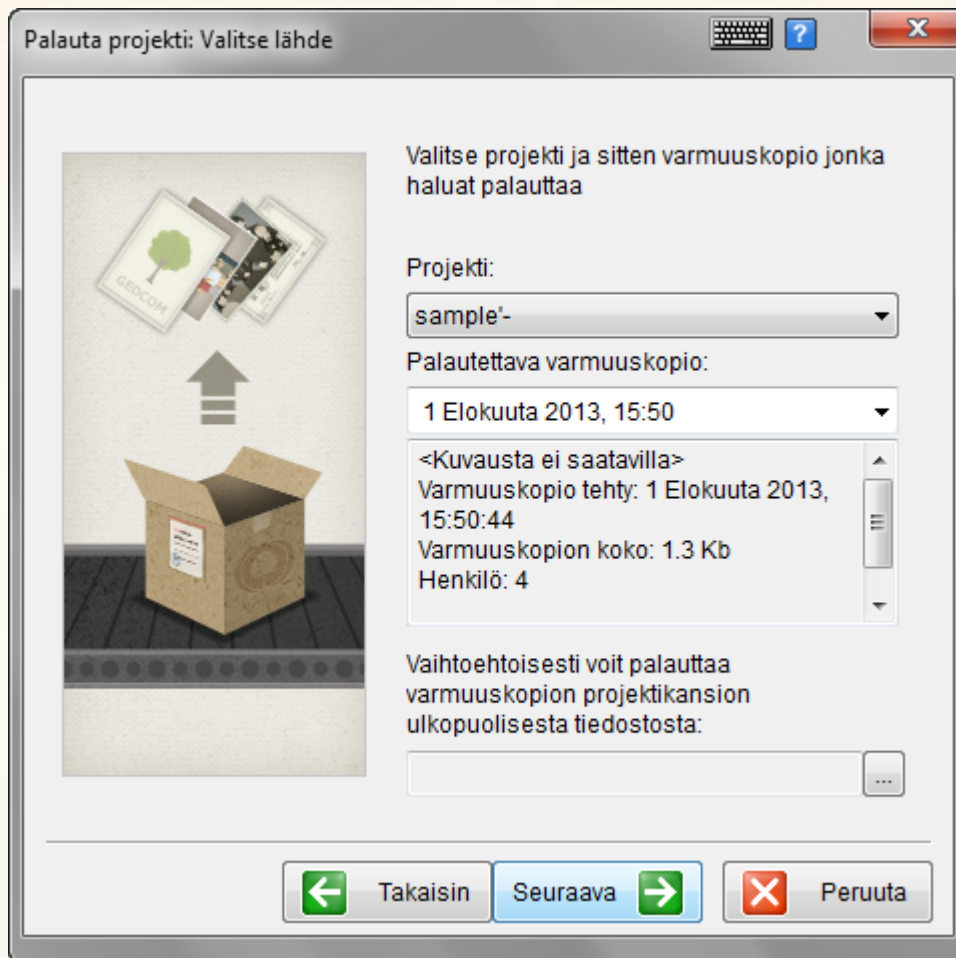 Palauta projekti: Valitse lähde
Valitse projekti ja sitten varmuuskopio jonka
haluat palauttaa
GEDCOM
Projekti:
sample'-
Palautettava varmuuskopio:
1 Elokuuta 2013, 15:50
<Kuvausta ei saatavilla>
Varmuuskopio tehty: 1 Elokuuta 2013,
15:50:44
Varmuuskopion koko: 1.3 Kb
Henkilö: 4
Vaihtoehtoisesti voit palauttaa
varmuuskopion projektikansion
ulkopuolisesta tiedostosta:
...
Takaisin
Seuraava
Peruuta